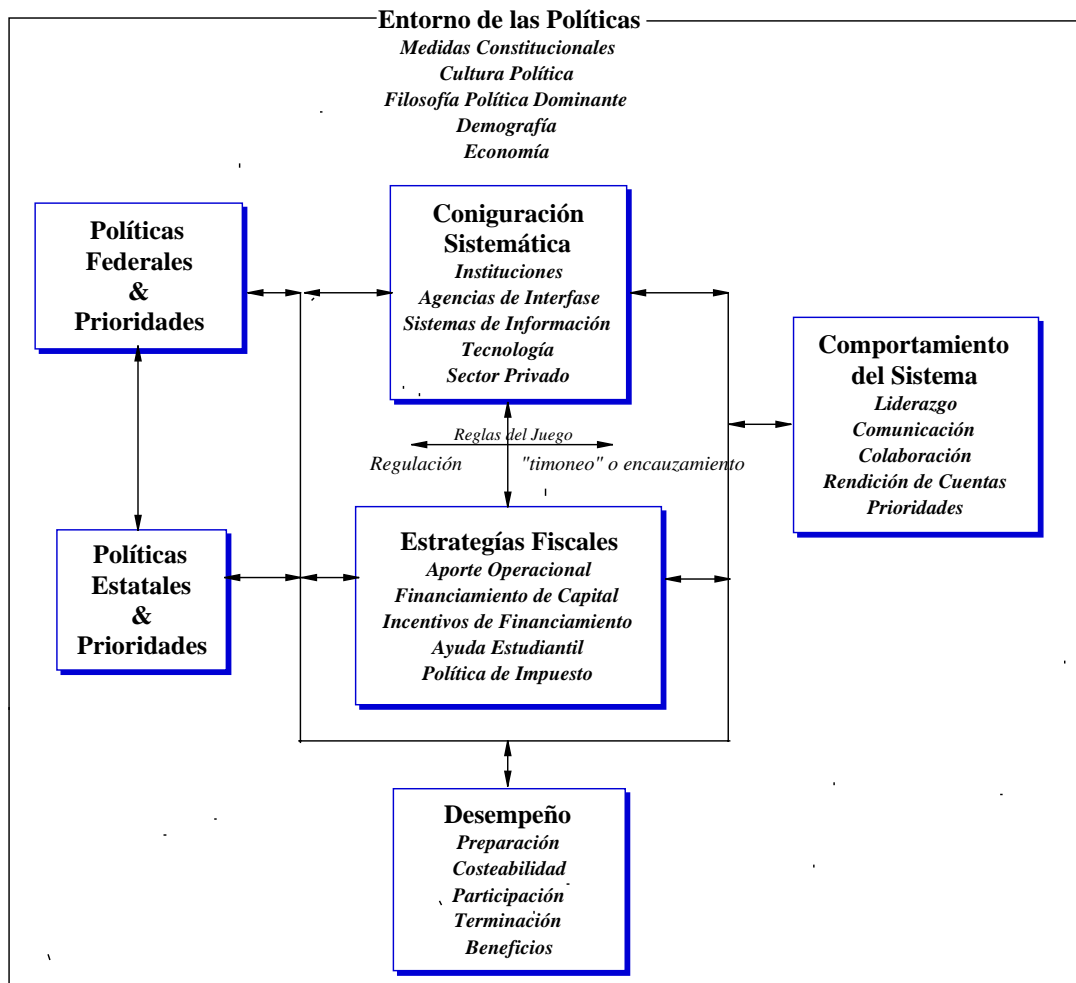 Entorno de las Políticas
Medidas Constitucionales
Cultura Política
Filosofía Política Dominante
Demografía
Economía
Políticas
Federales
&
Prioridades
Coniguración
Sistemática
Instituciones
Agencias de Interfase
Sistemas de Información
Tecnología
Sector Privado
Comportamiento
del Sistema
Liderazgo
Comunicación
Colaboración
Rendición de Cuentas
Prioridades
Reglas del Juego
Regulación "timoneo" o encauzamiento
Políticas
Estatales
&
Prioridades
Estrategías Fiscales
Aporte Operacional
Financiamiento de Capital
Incentivos de Financiamiento
Ayuda Estudiantil
Política de Impuesto
Desempeño
Preparación
Costeabilidad
Participación
Terminación
Beneficios